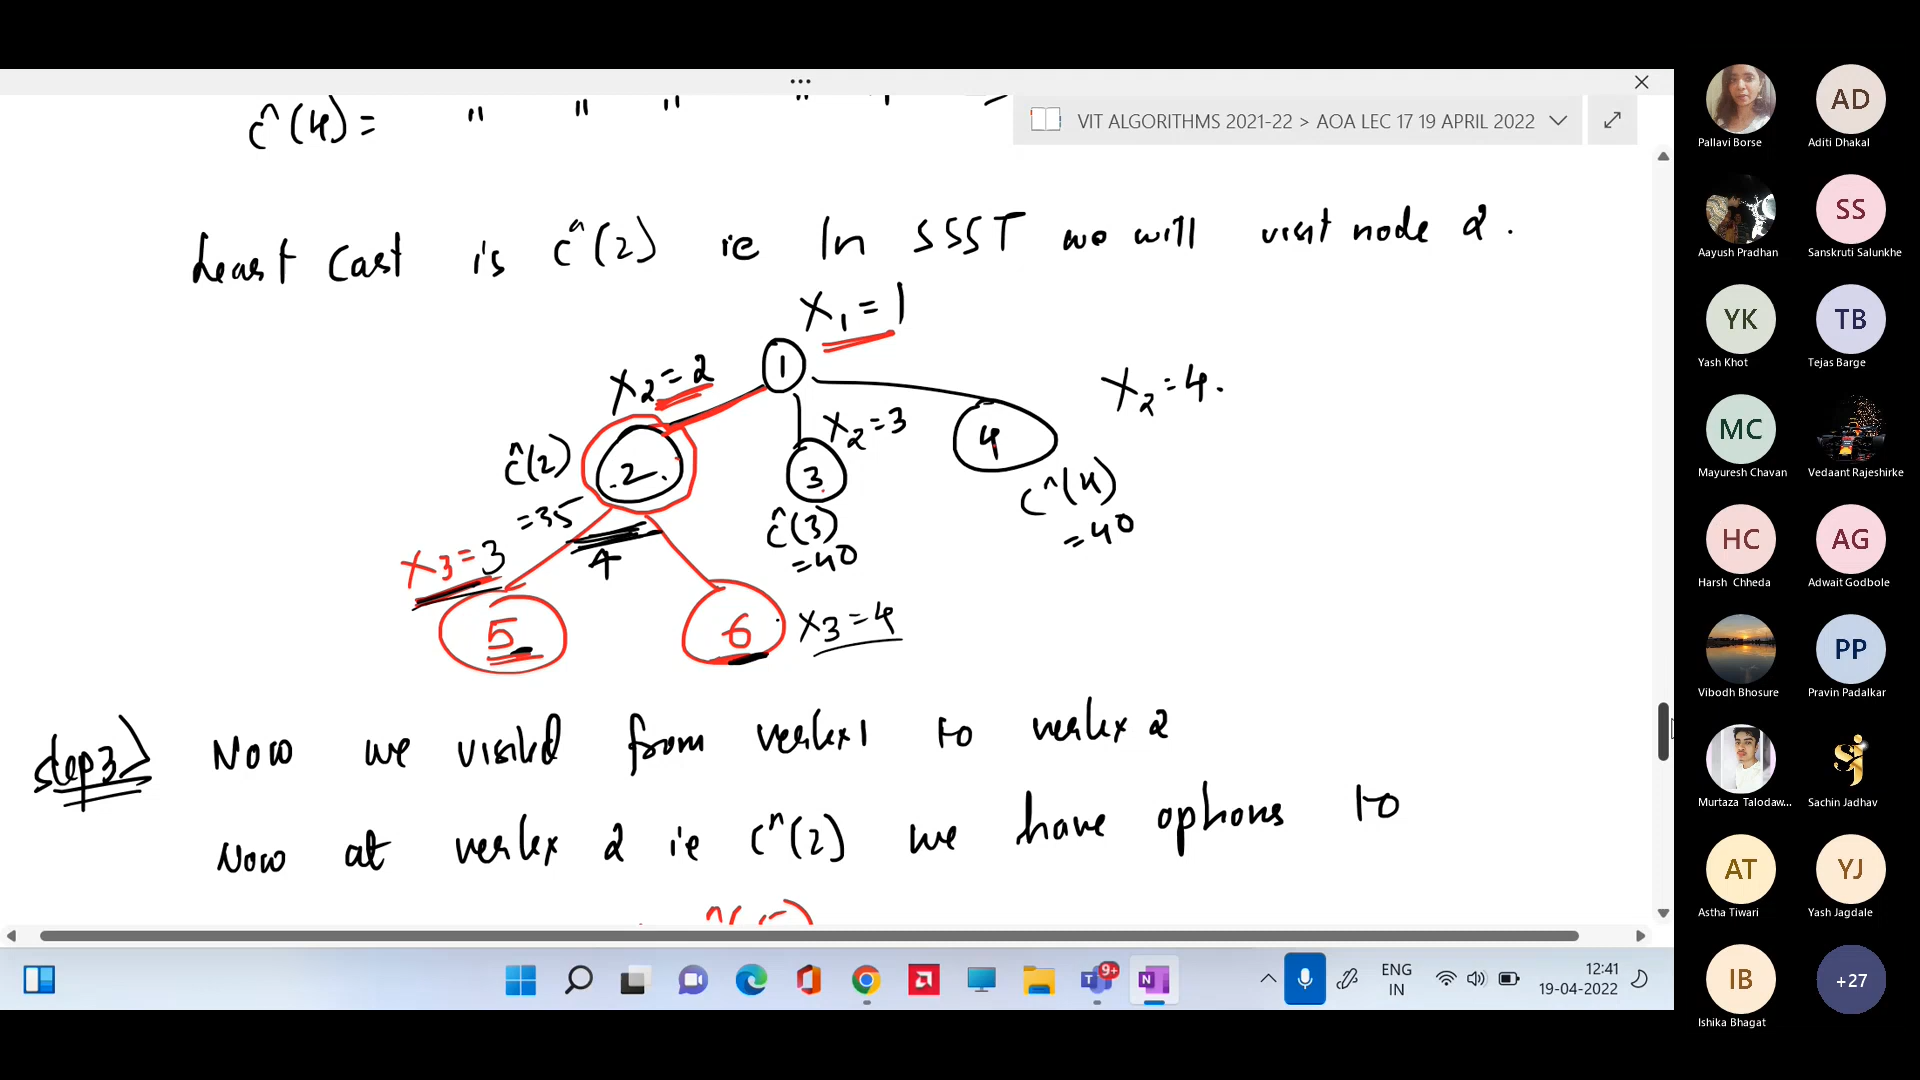 VIT ALGORITHMS 2021-22 > AOA LEC 17 19 APRIL 2022
ĉ(4) = " " " "
Least Cost is ĉ(2) ie In SSST we will visit node 2.
X1 = 1
1
X2 = 2
X2 = 3
X2 = 4.
ĉ(2)
= 35
2
3
4
ĉ(3)
= 40
ĉ(4)
= 40
X3 = 3
4
5
6
X3 = 4
Step 3> Now we visited from vertex 1 to vertex 2
Now at vertex 2 ie ĉ(2) we have options to
Pallavi Borse
AD
Aditi Dhakal
Aayush Pradhan
SS
Sanskruti Salunkhe
YK
Yash Khot
TB
Tejas Barge
MC
Mayuresh Chavan
Vedaant Rajeshirke
HC
Harsh Chheda
AG
Adwait Godbole
Vibodh Bhosure
PP
Pravin Padalkar
Murtaza Talodaw...
Sachin Jadhav
AT
Astha Tiwari
YJ
Yash Jagdale
IB
Ishika Bhagat
+27
9+
ENG
IN
12:41
19-04-2022